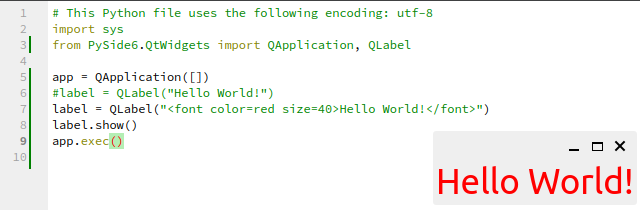 1 # This Python file uses the following encoding: utf-8
2 import sys
3 from PySide6.QtWidgets import QApplication, QLabel
4
5 app = QApplication([])
6 #label = QLabel("Hello World!")
7 label = QLabel("<font color=red size=40>Hello World!</font>")
8 label.show()
9 app.exec()
10
Hello World!